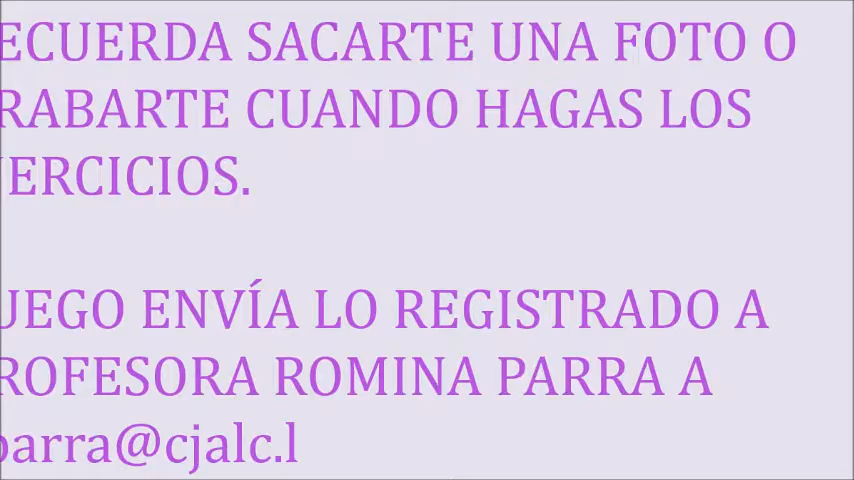 ECUERDA SACARTE UNA FOTO O
RABARTE CUANDO HAGAS LOS
JERCICIOS.
UEGO ENVÍA LO REGISTRADO A
ROFESORA ROMINA PARRA A
parra@cjalc.l